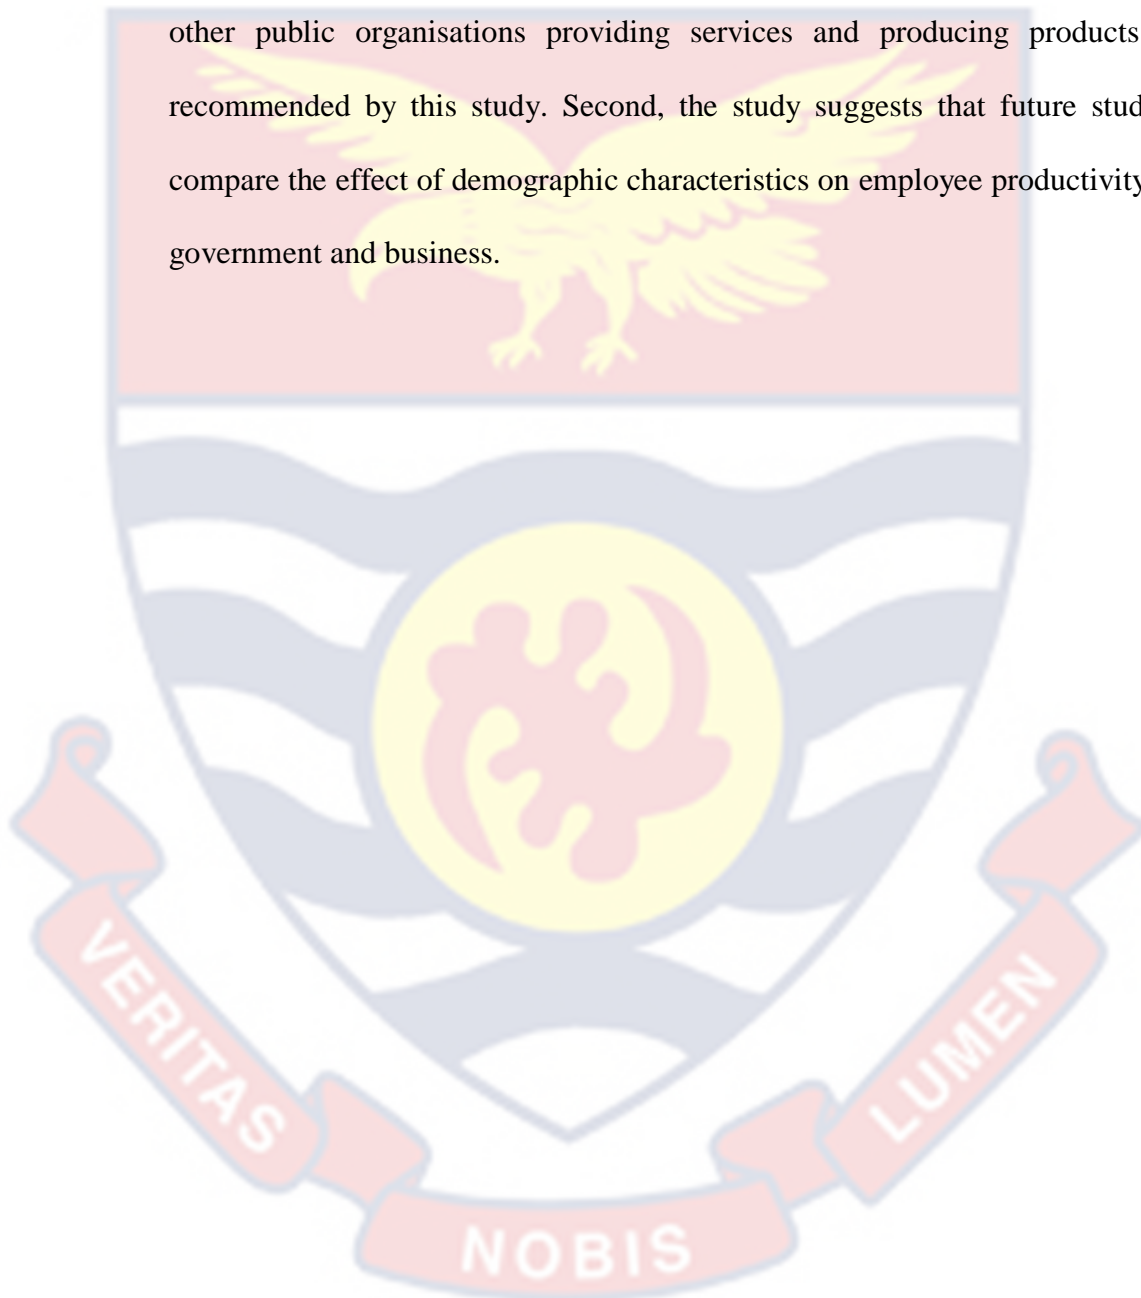 other public organisations providing services and producing products
recommended by this study. Second, the study suggests that future stud
compare the effect of demographic characteristics on employee productivity
government and business.
VERITAS
NOBIS
LUMEN